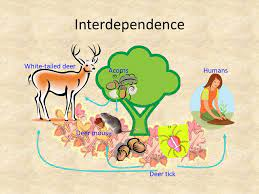 Interdependence
White-tailed deer
Acorns
Humans
Deer mouse
Deer tick